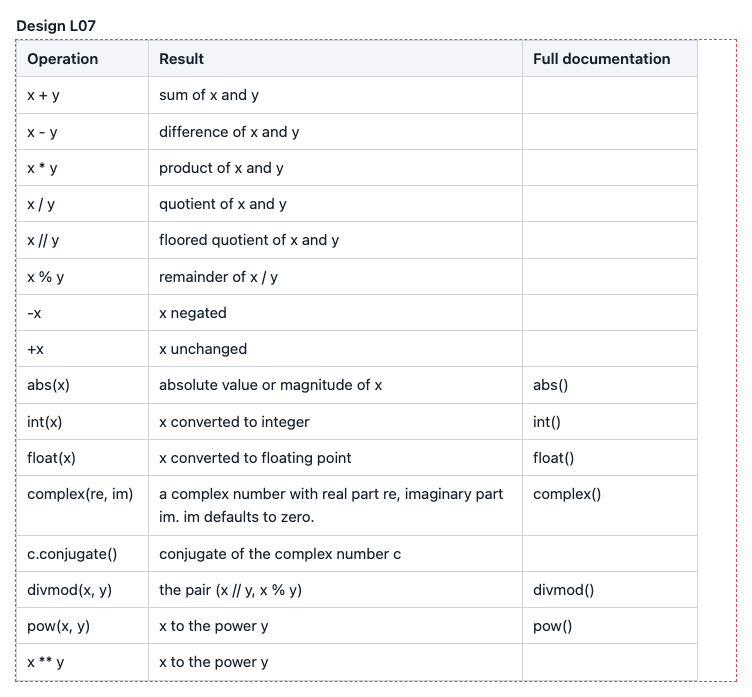 Design L07
Operation Result Full documentation
x + y sum of x and y
x - y difference of x and y
x * y product of x and y
x / y quotient of x and y
x // y floored quotient of x and y
x % y remainder of x / y
-x x negated
+x x unchanged
abs(x) absolute value or magnitude of x abs()
int(x) x converted to integer int()
float(x) x converted to floating point float()
complex(re, im) a complex number with real part re, imaginary part complex()
im. im defaults to zero.
c.conjugate() conjugate of the complex number c
divmod(x, y) the pair (x // y, x % y) divmod()
pow(x, y) x to the power y pow()
x ** y x to the power y